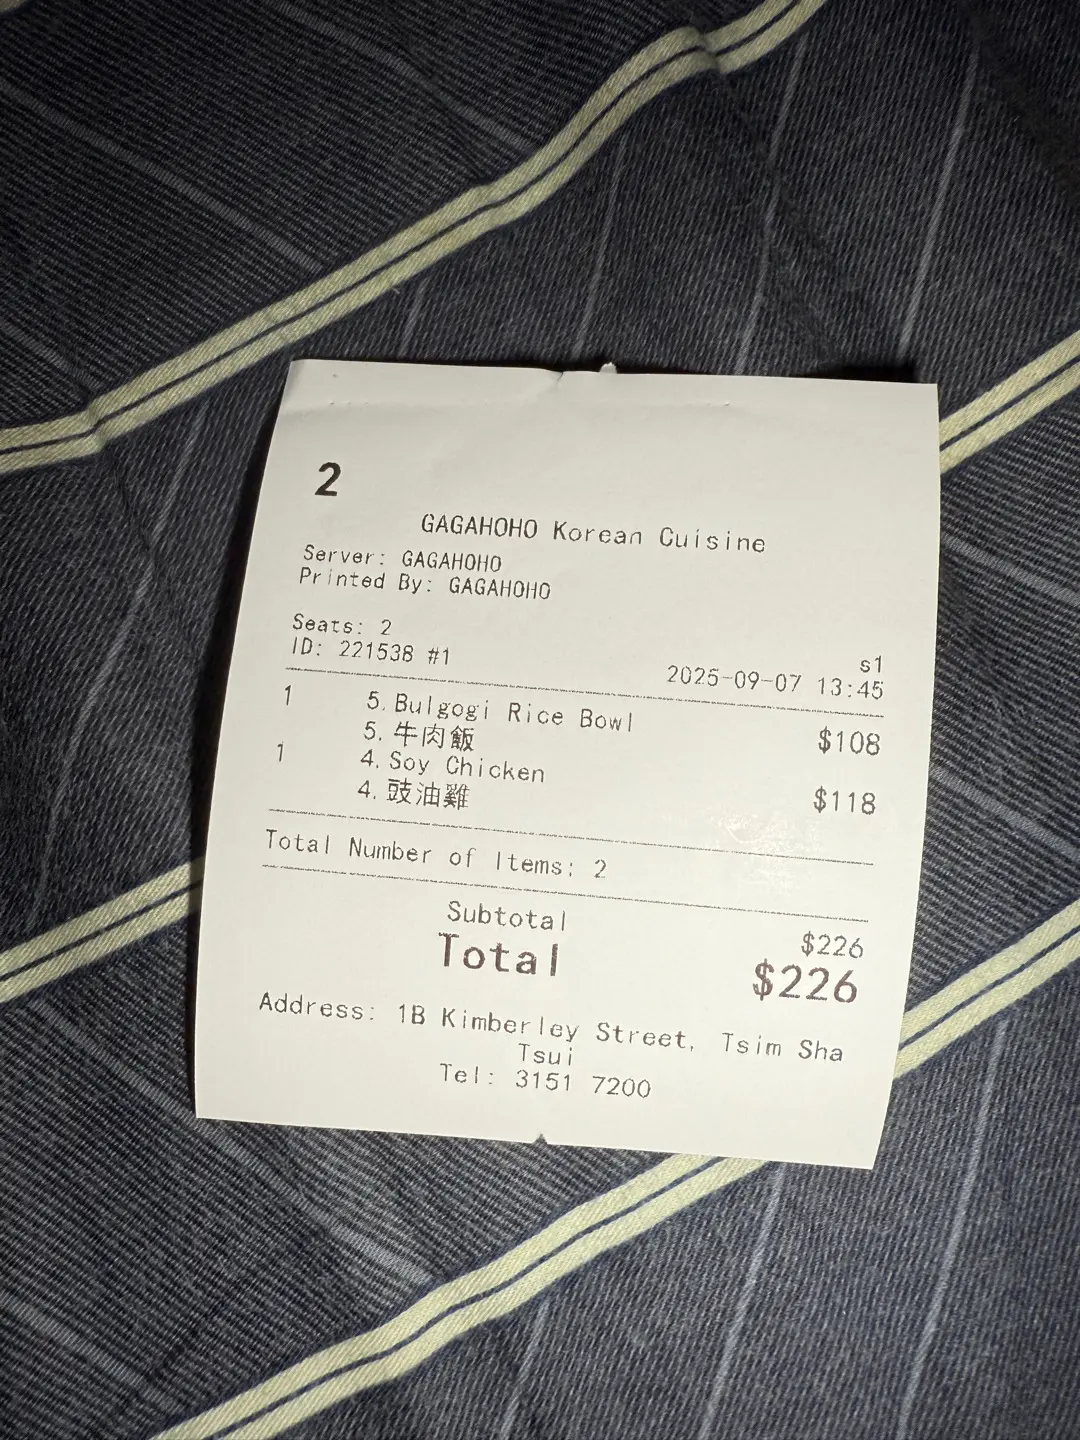 2
GAGAHOHO Korean Cuisine
Server: GAGAHOHO
Printed By: GAGAHOHO
Seats: 2
s1
ID: 221538 #1
2025-09-07 13:45
1 5. Bulgogi Rice Bowl $108
5. 牛肉飯
1 4. Soy Chicken $118
4. 豉油雞
Total Number of Items: 2
Subtotal $226
Total $226
Address: 1B Kimberley Street, Tsim Sha
Tsui
Tel: 3151 7200